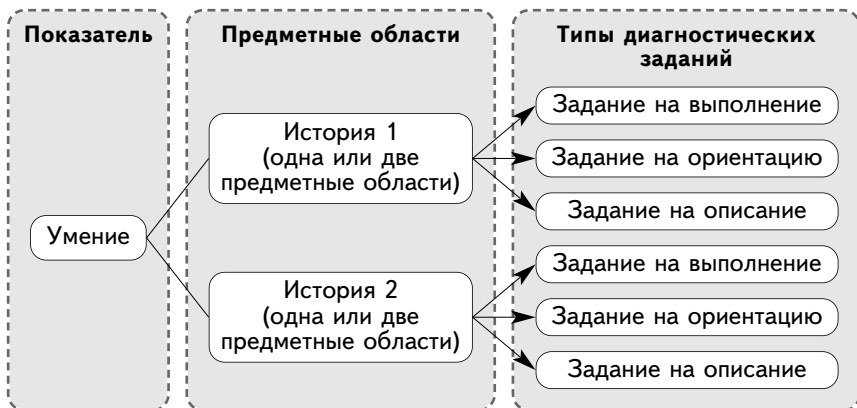 Показатель
Предметные области
Типы диагностических
заданий
Умение
История 1
(одна или две
предметные области)
История 2
(одна или две
предметные области)
Задание на выполнение
Задание на ориентацию
Задание на описание
Задание на выполнение
Задание на ориентацию
Задание на описание